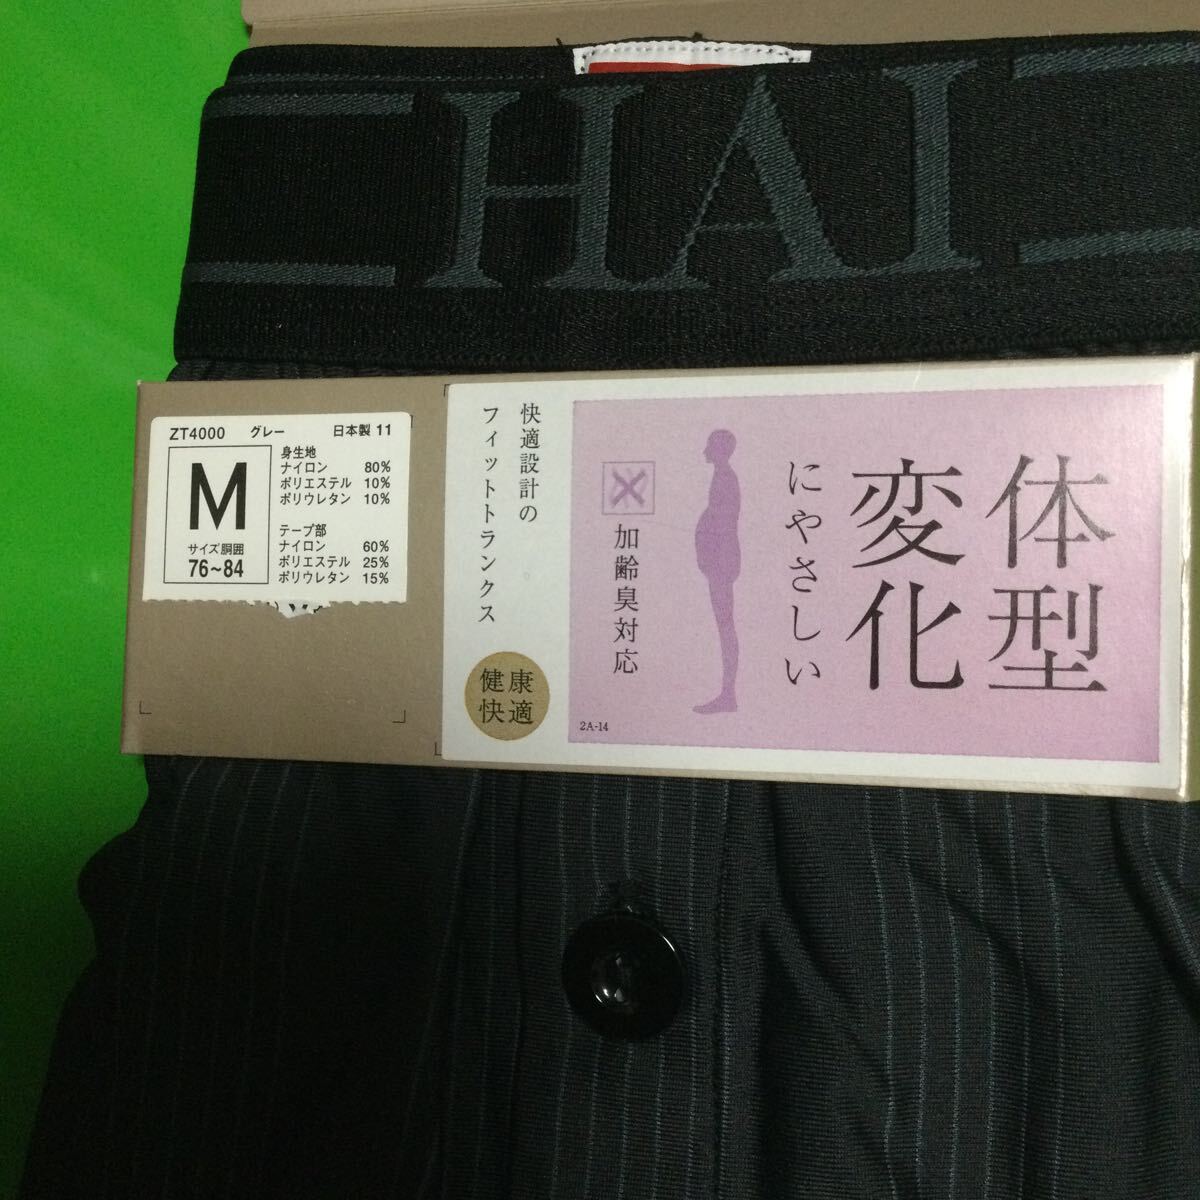 HAI
ZT4000 グレー 日本製 11
M
サイズ 胴囲
76~84
身生地
ナイロン 80%
ポリエステル 10%
ポリウレタン 10%
テープ部
ナイロン 60%
ポリエステル 25%
ポリウレタン 15%
快適設計の
フィットトランクス
健康
快適
体型
変化
にやさしい
加齢臭対応
2A-14